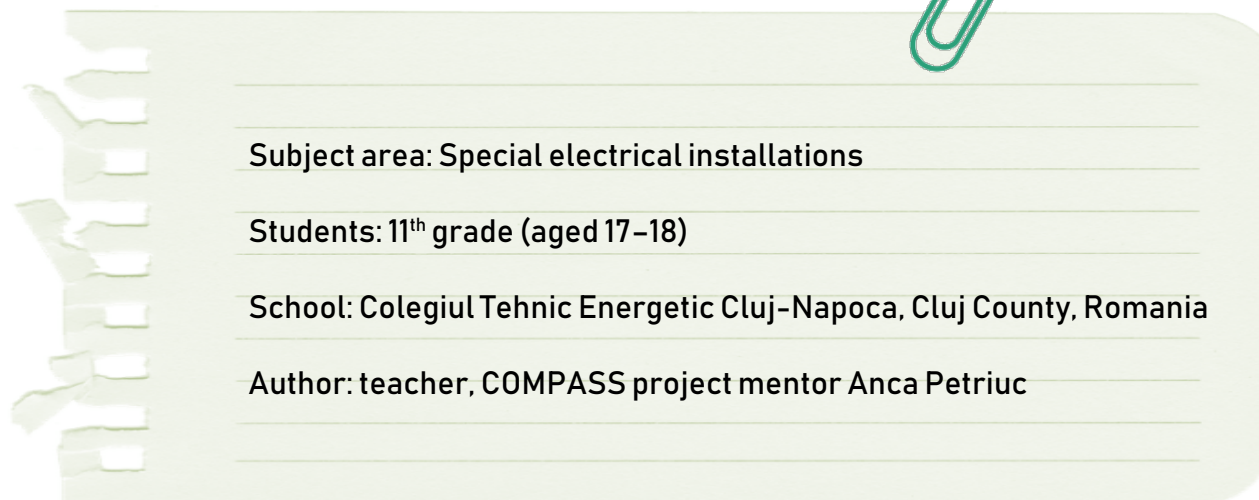 Subject area: Special electrical installations
Students: 11th grade (aged 17–18)
School: Colegiul Tehnic Energetic Cluj-Napoca, Cluj County, Romania
Author: teacher, COMPASS project mentor Anca Petriuc